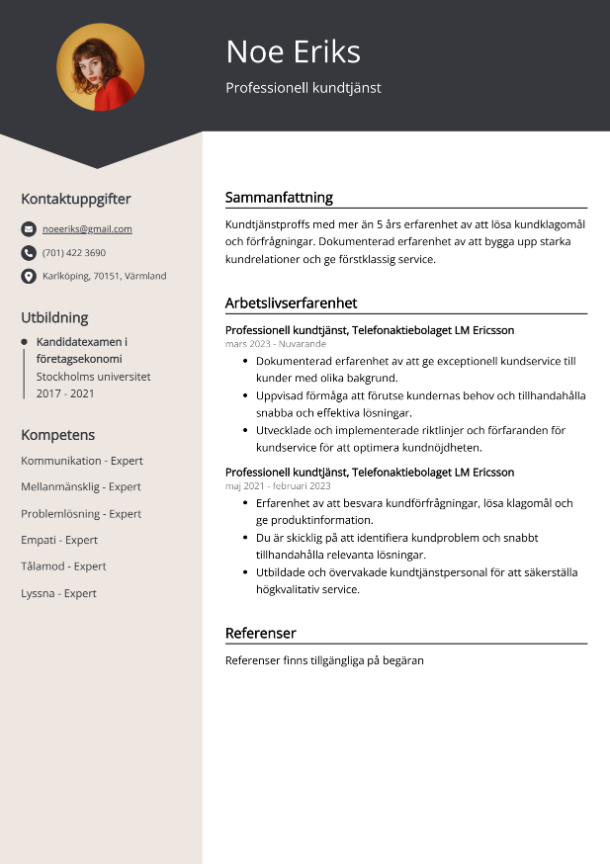 Noe Eriks
Professionell kundtjänst
Kontaktuppgifter
noeeriks@gmail.com
(701) 422 3690
Karlköping, 70151, Värmland
Utbildning
Kandidatexamen i
företagsekonomi
Stockholms universitet
2017 - 2021
Kompetens
Kommunikation - Expert
Mellanmänsklig - Expert
Problemlösning - Expert
Empati - Expert
Tålamod - Expert
Lyssna - Expert
Sammanfattning
Kundtjänstproffs med mer än 5 års erfarenhet av att lösa kundklagomål
och förfrågningar. Dokumenterad erfarenhet av att bygga upp starka
kundrelationer och ge förstklassig service.
Arbetslivserfarenhet
Professionell kundtjänst, Telefonaktiebolaget LM Ericsson
mars 2023 - Nuvarande
• Dokumenterad erfarenhet av att ge exceptionell kundservice till
kunder med olika bakgrund.
• Uppvisad förmåga att förutse kundernas behov och tillhandahålla
snabba och effektiva lösningar.
• Utvecklade och implementerade riktlinjer och förfaranden för
kundservice för att optimera kundnöjdheten.
Professionell kundtjänst, Telefonaktiebolaget LM Ericsson
maj 2021 - februari 2023
• Erfarenhet av att besvara kundförfrågningar, lösa klagomål och
ge produktinformation.
• Du är skicklig på att identifiera kundproblem och snabbt
tillhandahålla relevanta lösningar.
• Utbildade och övervakade kundtjänstpersonal för att säkerställa
högkvalitativ service.
Referenser
Referenser finns tillgängliga på begäran